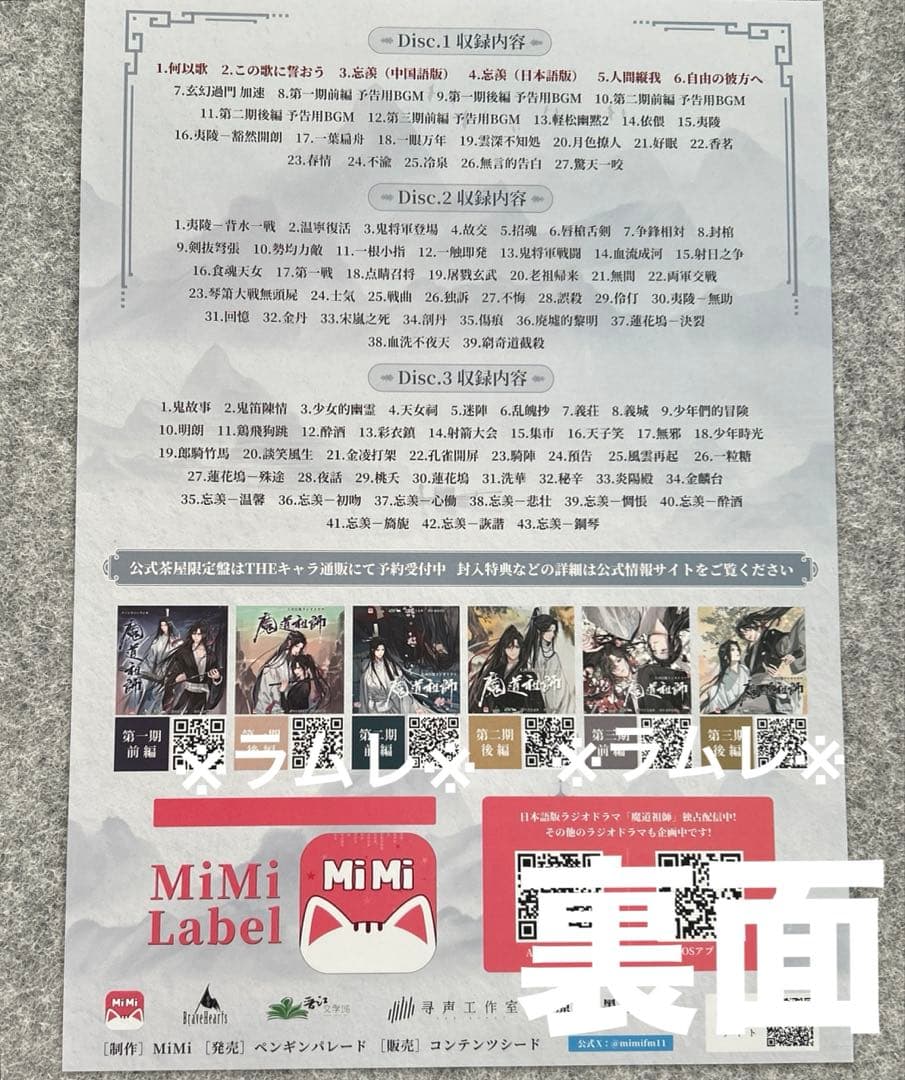 Disc.1 収録内容
1.何以歌 2.この歌に誓おう 3.忘羨（中国語版） 4.忘羨（日本語版） 5.人間縦我 6.自由の彼方へ
7.玄幻過門 加速 8.第一期前編 予告用BGM 9.第一期後編 予告用BGM 10.第二期前編 予告用BGM
11.第二期後編 予告用BGM 12.第三期前編 予告用BGM 13.軽松幽黙2 14.依偎 15.夷陵
16.夷陵－豁然開朗 17.一葉扁舟 18.一眼万年 19.雲深不知処 20.月色撩人 21.好眠 22.香茗
23.春情 24.不渝 25.冷泉 26.無言的告白 27.驚天一咬
Disc.2 収録内容
1.夷陵－背水一戦 2.温寧復活 3.鬼将軍登場 4.故交 5.招魂 6.唇槍舌剣 7.争鋒相対 8.封棺
9.剣抜弩張 10.勢均力敵 11.一根小指 12.一触即発 13.鬼将軍戦闘 14.血流成河 15.射日之争
16.食魂天女 17.第一戦 18.点睛召将 19.屠戮玄武 20.老祖帰来 21.無間 22.両軍交戦
23.琴簫大戦無頭屍 24.士気 25.戦曲 26.独訴 27.不悔 28.誤殺 29.伶仃 30.夷陵－無助
31.回憶 32.金丹 33.宋嵐之死 34.剖丹 35.傷痕 36.廃墟的黎明 37.蓮花塢－決裂
38.血洗不夜天 39.窮奇道截殺
Disc.3 収録内容
1.鬼故事 2.鬼笛陳情 3.少女的幽霊 4.天女祠 5.迷陣 6.乱魄抄 7.義荘 8.義城 9.少年們的冒険
10.明朗 11.鶏飛狗跳 12.酔酒 13.彩衣鎮 14.射箭大会 15.集市 16.天子笑 17.無邪 18.少年時光
19.郎騎竹馬 20.談笑風生 21.金凌打架 22.孔雀開屏 23.騎陣 24.預告 25.風雲再起 26.一粒糖
27.蓮花塢－殊途 28.夜話 29.桃夭 30.蓮花塢 31.洗華 32.秘辛 33.炎陽殿 34.金麟台
35.忘羨－温馨 36.忘羨－初吻 37.忘羨－心働 38.忘羨－悲壮 39.忘羨－惆悵 40.忘羨－酔酒
41.忘羨－旖旎 42.忘羨－詼諧 43.忘羨－鋼琴
公式茶屋限定盤はTHEキャラ通販にて予約受付中 封入特典などの詳細は公式情報サイトをご覧ください
魔道祖師 魔道祖師 魔道祖師 魔道祖師 魔道祖師 魔道祖師
第一期 前編
第二期 後編
第三期 後編
※ラムレ※ ※ラムレ※
日本語版ラジオドラマ「魔道祖師」独占配信中!
その他のラジオドラマも企画中です!
MiMi
Label
MiMi
裏面
MiMi
BraveHearts
晋江文学城
寻声工作室
［制作］MiMi ［発売］ペンギンパレード ［販売］コンテンツシード
公式X：@mimifm11